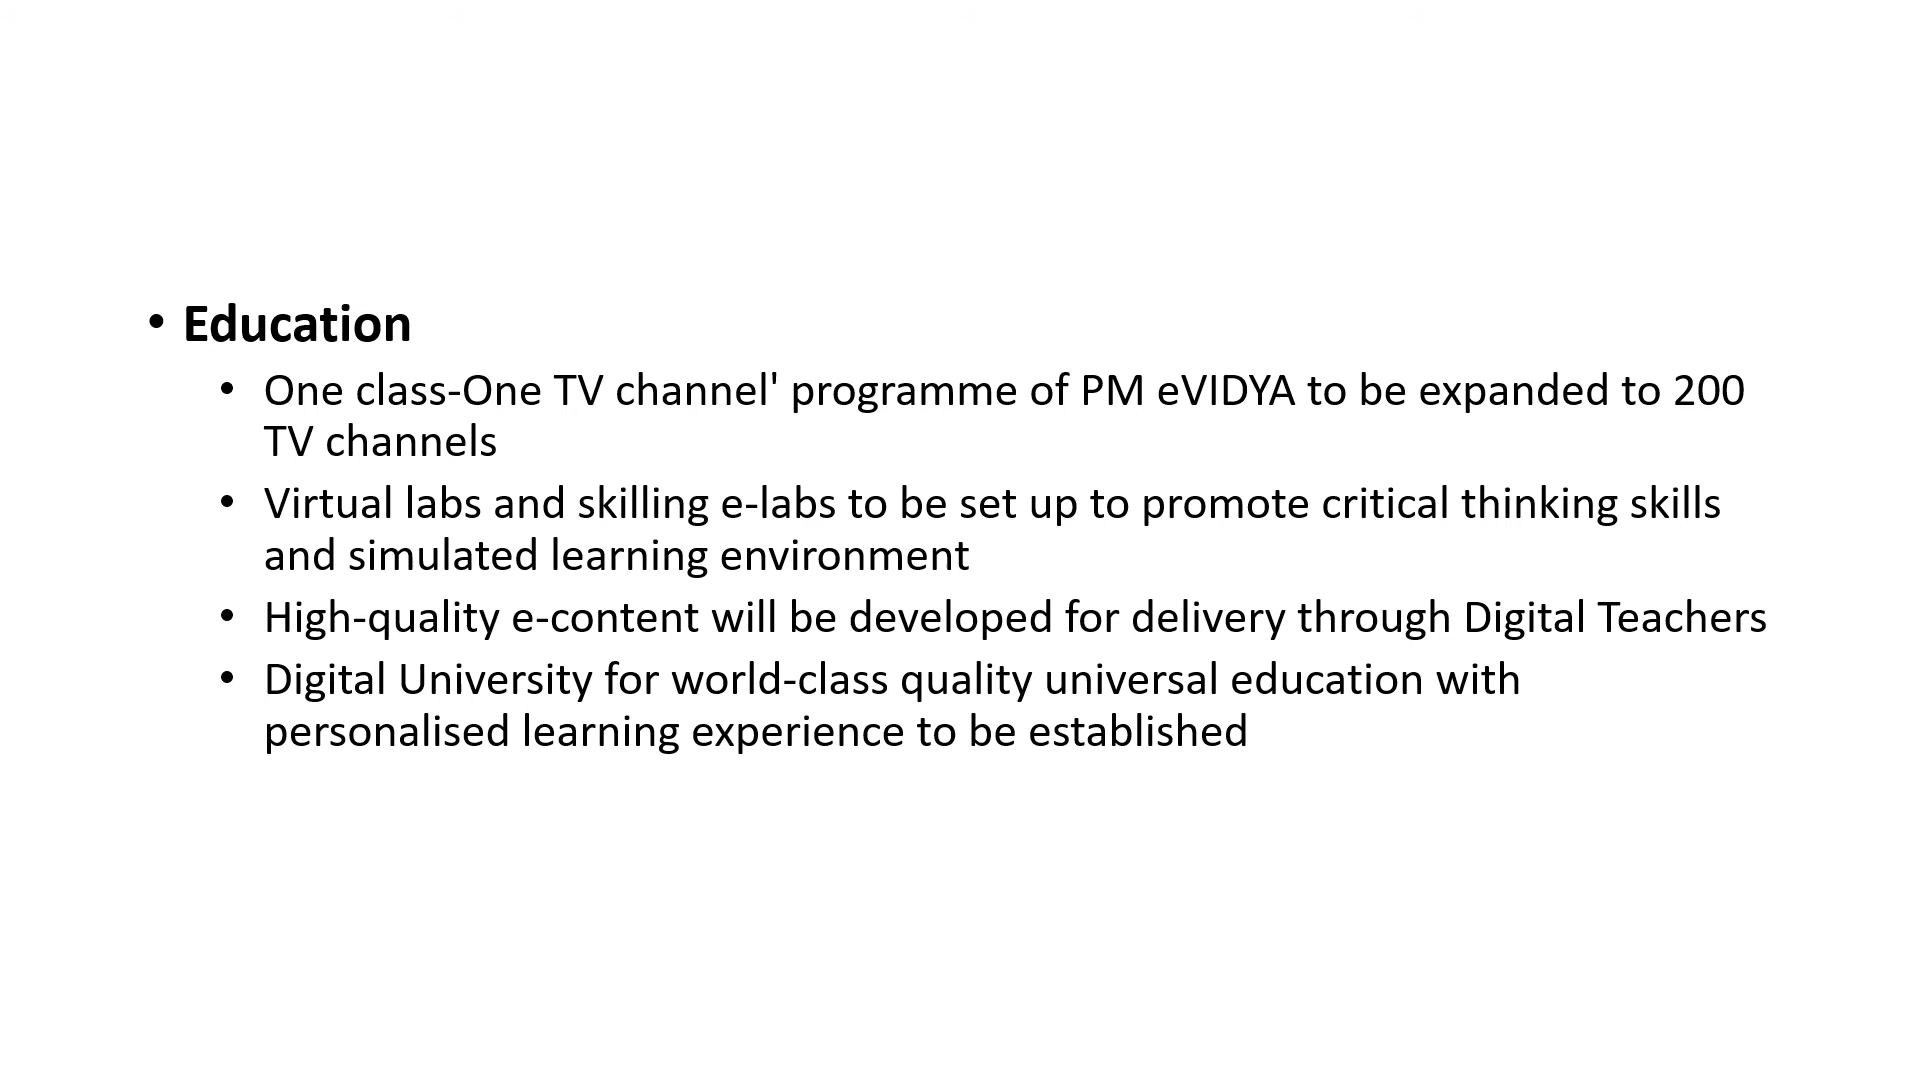 • Education
• One class-One TV channel' programme of PM eVIDYA to be expanded to 200
TV channels
• Virtual labs and skilling e-labs to be set up to promote critical thinking skills
and simulated learning environment
• High-quality e-content will be developed for delivery through Digital Teachers
• Digital University for world-class quality universal education with
personalised learning experience to be established